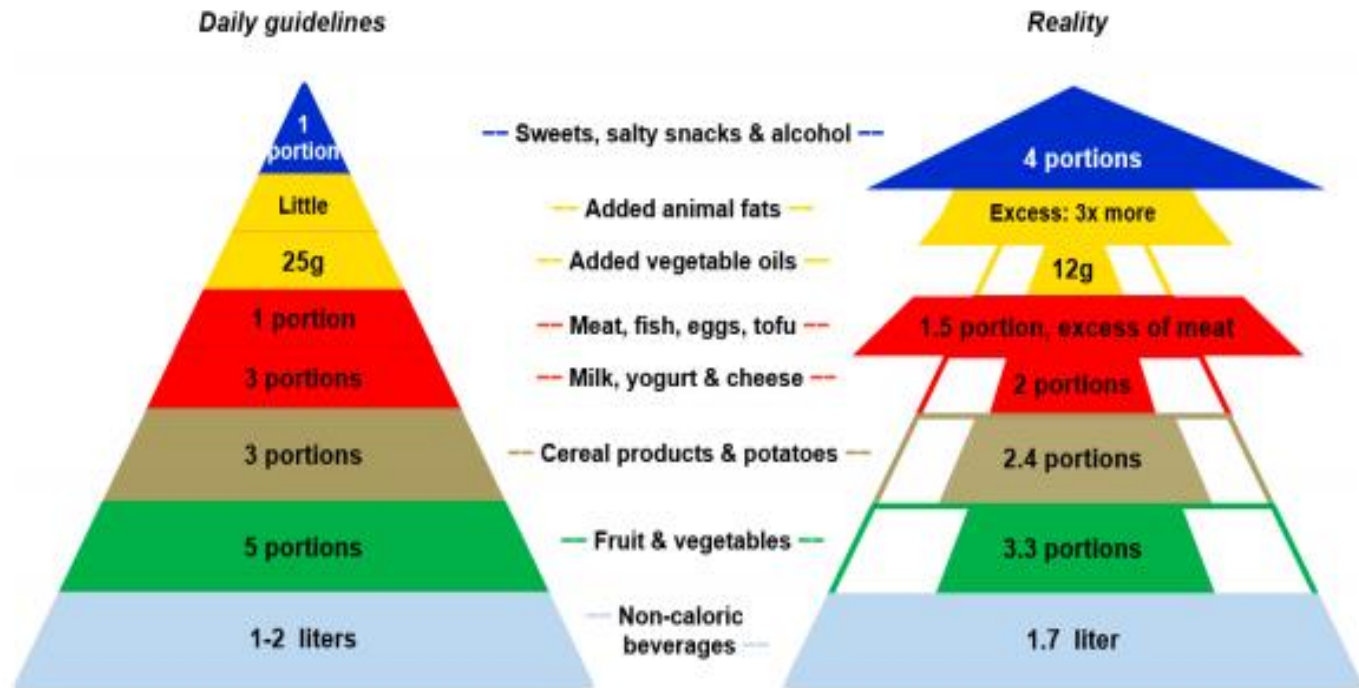 Daily guidelines
Reality
1
portion
Sweets, salty snacks & alcohol
4 portions
Little
Added animal fats
Excess: 3x more
25g
Added vegetable oils
12g
1 portion
Meat, fish, eggs, tofu
1.5 portion, excess of meat
3 portions
Milk, yogurt & cheese
2 portions
3 portions
Cereal products & potatoes
2.4 portions
5 portions
Fruit & vegetables
3.3 portions
1-2 liters
Non-caloric
beverages
1.7 liter